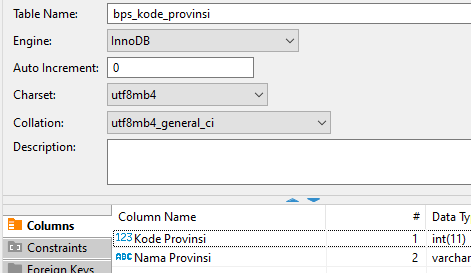 Table Name: bps_kode_provinsi
Engine: InnoDB
Auto Increment: 0
Charset: utf8mb4
Collation: utf8mb4_general_ci
Description:
Columns
Constraints
Foreign Keys
Column Name # Data Ty
123 Kode Provinsi 1 int(11)
ABC Nama Provinsi 2 varchar